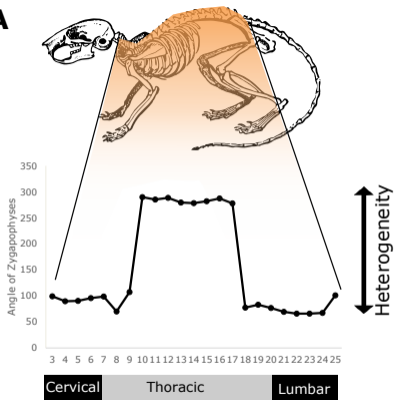 A
350
300
250
200
150
100
50
0
Angle of Zygapophyses
Heterogeneity
3 4 5 6 7 8 9 10 11 12 13 14 15 16 17 18 19 20 21 22 23 24 25
Cervical Thoracic Lumbar